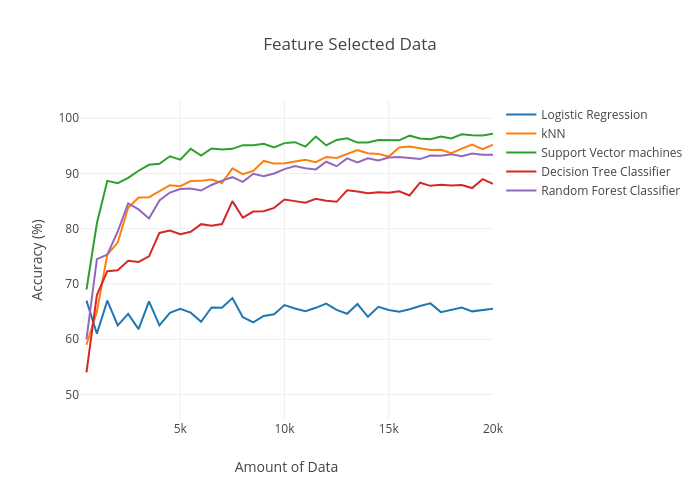 Feature Selected Data
100
90
80
70
60
50
Accuracy (%)
5k
10k
15k
20k
Amount of Data
Logistic Regression
kNN
Support Vector machines
Decision Tree Classifier
Random Forest Classifier